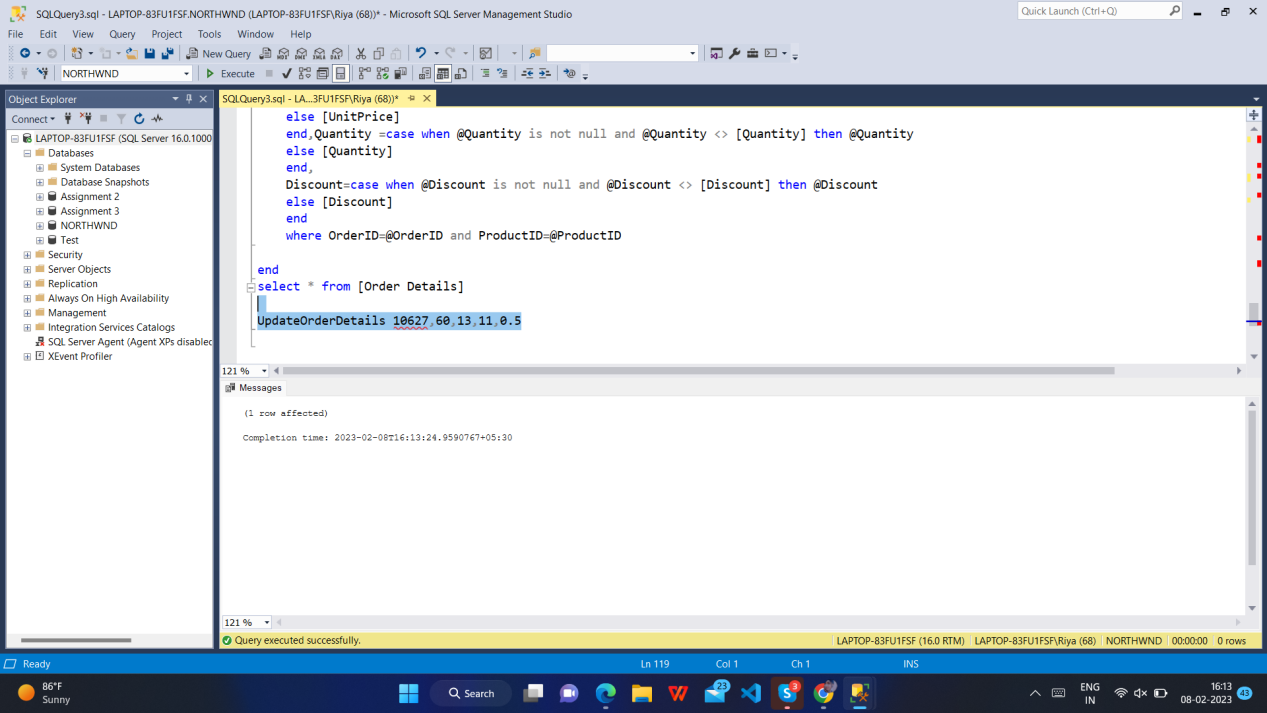 SQLQuery3.sql - LAPTOP-83FU1FSF.NORTHWND (LAPTOP-83FU1FSF\Riya (68))* - Microsoft SQL Server Management Studio
Quick Launch (Ctrl+Q)
File Edit View Query Project Tools Window Help
New Query
NORTHWND
Execute
Object Explorer
SQLQuery3.sql - LA...3FU1FSF\Riya (68))*
Connect
LAPTOP-83FU1FSF (SQL Server 16.0.1000
Databases
System Databases
Database Snapshots
Assignment 2
Assignment 3
NORTHWND
Test
Security
Server Objects
Replication
Always On High Availability
Management
Integration Services Catalogs
SQL Server Agent (Agent XPs disabled
XEvent Profiler
else [UnitPrice]
end,Quantity =case when @Quantity is not null and @Quantity <> [Quantity] then @Quantity
else [Quantity]
end,
Discount=case when @Discount is not null and @Discount <> [Discount] then @Discount
else [Discount]
end
where OrderID=@OrderID and ProductID=@ProductID
end
select * from [Order Details]
UpdateOrderDetails 10627,60,13,11,0.5
121 %
Messages
(1 row affected)
Completion time: 2023-02-08T16:13:24.9590767+05:30
121 %
Query executed successfully.
LAPTOP-83FU1FSF (16.0 RTM) LAPTOP-83FU1FSF\Riya (68) NORTHWND 00:00:00 0 rows
Ready
Ln 119 Col 1 Ch 1 INS
86°F
Sunny
Search
23
3
ENG
IN
16:13
08-02-2023
43